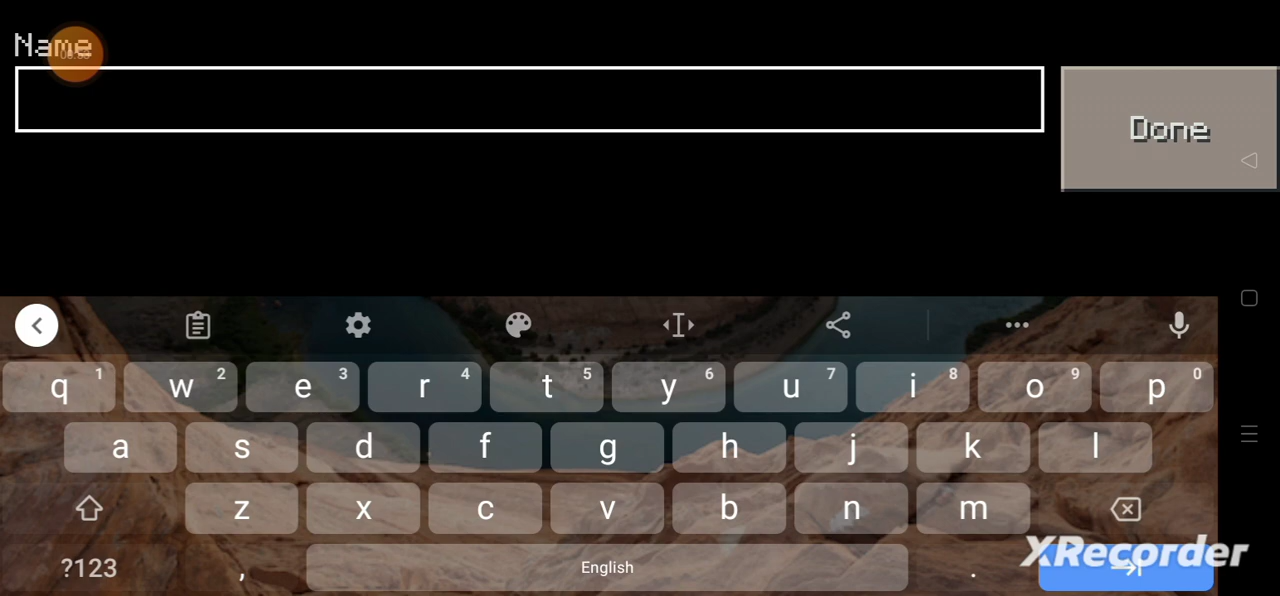 Name
Done
q 1 w 2 e 3 r 4 t 5 y 6 u 7 i 8 o 9 p 0
a s d f g h j k l
z x c v b n m
XRecorder
?123 , English .